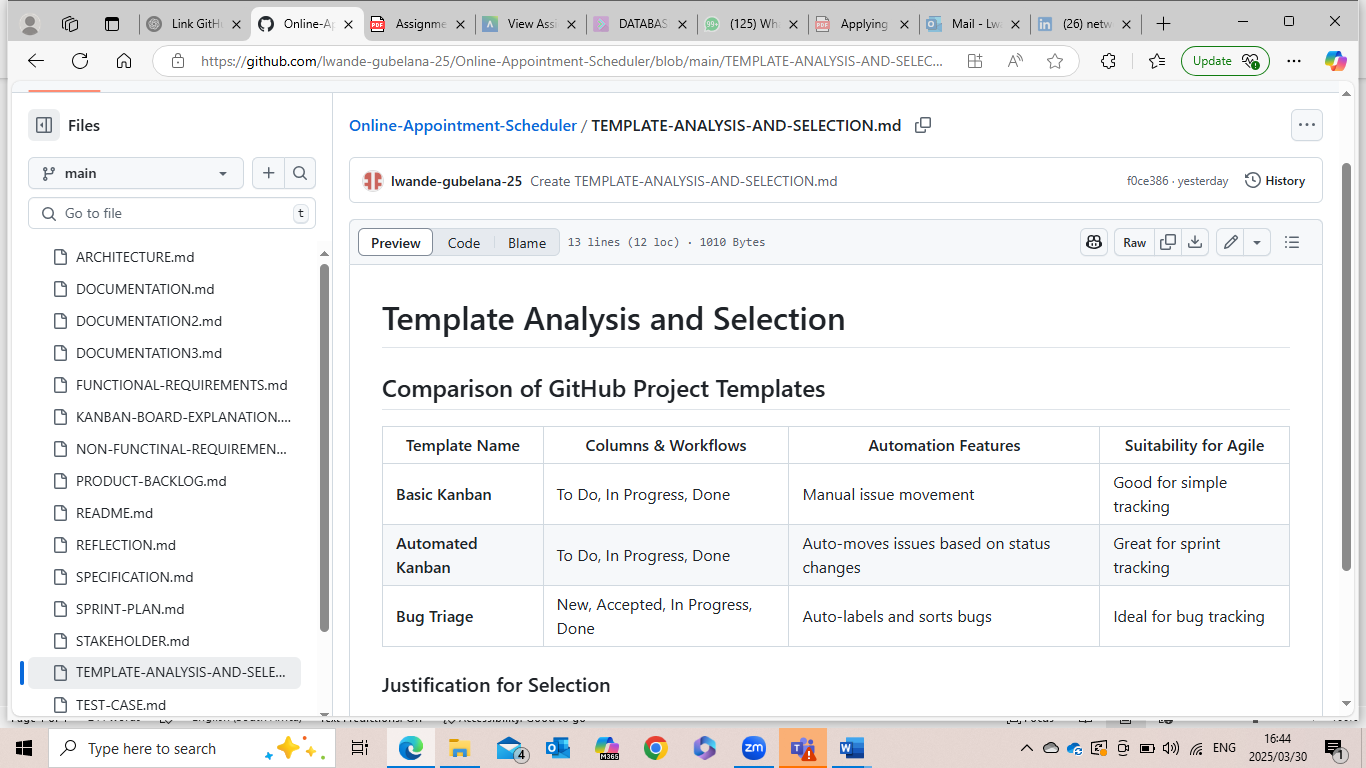 Link GitHu
Online-Ap
Assignme
View Assi
DATABAS
(125) Wha
Applying
Mail - Lwa
(26) netw
https://github.com/lwande-gubelana-25/Online-Appointment-Scheduler/blob/main/TEMPLATE-ANALYSIS-AND-SELEC...
Update
Files
main
Go to file
t
ARCHITECTURE.md
DOCUMENTATION.md
DOCUMENTATION2.md
DOCUMENTATION3.md
FUNCTIONAL-REQUIREMENTS.md
KANBAN-BOARD-EXPLANATION....
NON-FUNCTINAL-REQUIREMEN...
PRODUCT-BACKLOG.md
README.md
REFLECTION.md
SPECIFICATION.md
SPRINT-PLAN.md
STAKEHOLDER.md
TEMPLATE-ANALYSIS-AND-SELE...
TEST-CASE.md
Online-Appointment-Scheduler / TEMPLATE-ANALYSIS-AND-SELECTION.md
lwande-gubelana-25 Create TEMPLATE-ANALYSIS-AND-SELECTION.md
f0ce386 · yesterday
History
Preview Code Blame 13 lines (12 loc) · 1010 Bytes
Raw
Template Analysis and Selection
Comparison of GitHub Project Templates
Template Name Columns & Workflows Automation Features Suitability for Agile
Basic Kanban To Do, In Progress, Done Manual issue movement Good for simple
tracking
Automated
Kanban
To Do, In Progress, Done
Auto-moves issues based on status
changes
Great for sprint
tracking
Bug Triage
New, Accepted, In Progress,
Done
Auto-labels and sorts bugs
Ideal for bug tracking
Justification for Selection
Type here to search
4
M365
zm
ENG
16:44
2025/03/30
1